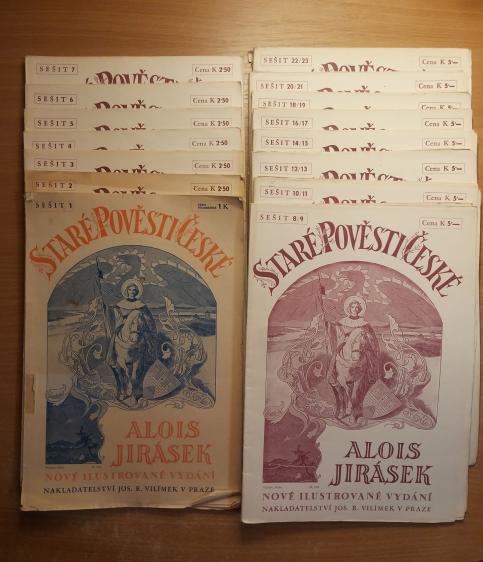 SEŠIT 7 Cena K 2·50
POVĚSTI
SEŠIT 6 Cena K 2·50
SEŠIT 5 Cena K 2·50
SEŠIT 4 Cena K 2·50
SEŠIT 3 Cena K 2·50
SEŠIT 2 Cena K 2·50
SEŠIT 1 1 K
STARÉ POVĚSTI ČESKÉ
ALOIS
JIRÁSEK
NOVÉ ILUSTROVANÉ VYDÁNÍ
NAKLADATELSTVÍ JOS. R. VILÍMEK V PRAZE
SEŠIT 22/23 Cena K 5·—
SEŠIT 20/21 Cena K 5·—
SEŠIT 18/19 Cena K 5·—
SEŠIT 16/17 Cena K 5·—
SEŠIT 14/15 Cena K 5·—
SEŠIT 12/13 Cena K 5·—
SEŠIT 10/11 Cena K 5·—
SEŠIT 8/9 Cena K 5·—
STARÉ POVĚSTI ČESKÉ
ALOIS
JIRÁSEK
NOVÉ ILUSTROVANÉ VYDÁNÍ
NAKLADATELSTVÍ JOS. R. VILÍMEK V PRAZE